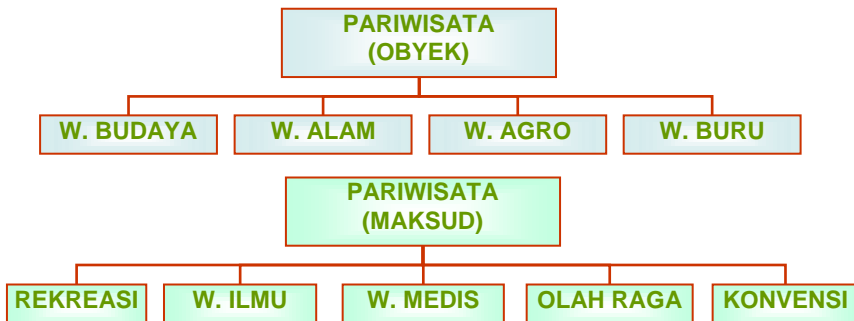 PARIWISATA
(OBYEK)
W. BUDAYA
W. ALAM
W. AGRO
W. BURU
PARIWISATA
(MAKSUD)
REKREASI
W. ILMU
W. MEDIS
OLAH RAGA
KONVENSI